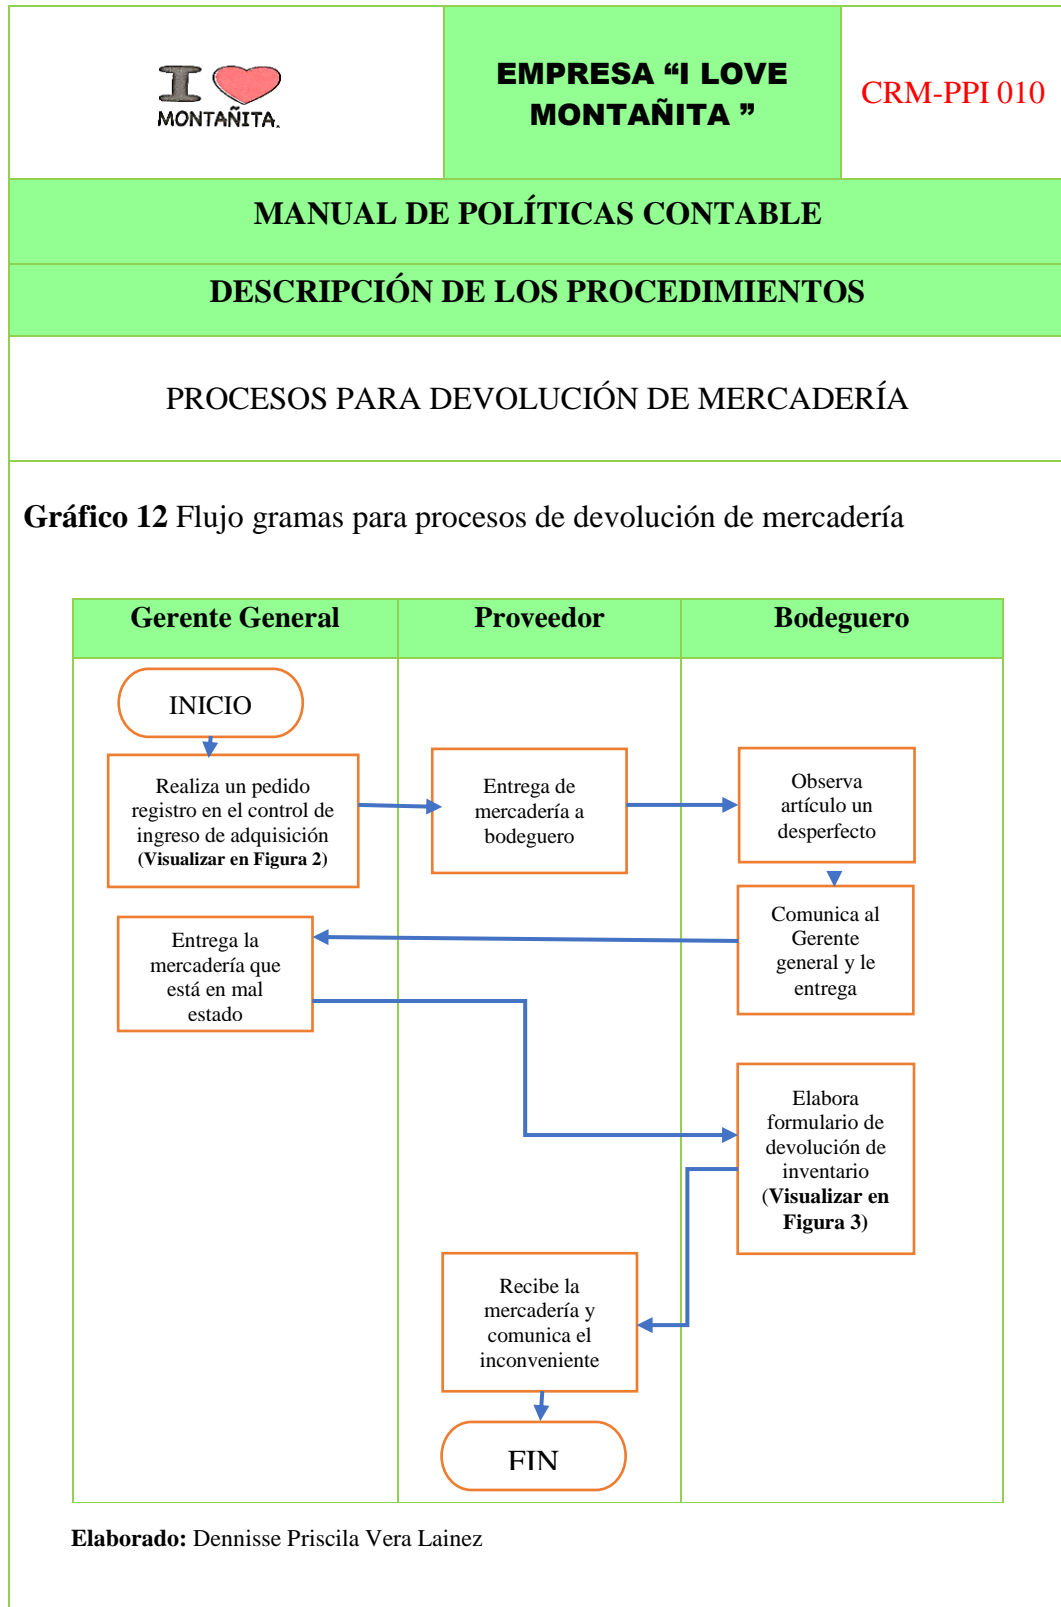 I
MONTAÑITA.
EMPRESA “I LOVE
MONTAÑITA ”
CRM-PPI 010
MANUAL DE POLÍTICAS CONTABLE
DESCRIPCIÓN DE LOS PROCEDIMIENTOS
PROCESOS PARA DEVOLUCIÓN DE MERCADERÍA
Gráfico 12 Flujo gramas para procesos de devolución de mercadería
Gerente General
Proveedor
Bodeguero
INICIO
Realiza un pedido
registro en el control de
ingreso de adquisición
(Visualizar en Figura 2)
Entrega de
mercadería a
bodeguero
Observa
artículo un
desperfecto
Comunica al
Gerente
general y le
entrega
Entrega la
mercadería que
está en mal
estado
Elabora
formulario de
devolución de
inventario
(Visualizar en
Figura 3)
Recibe la
mercadería y
comunica el
inconveniente
FIN
Elaborado: Dennisse Priscila Vera Lainez